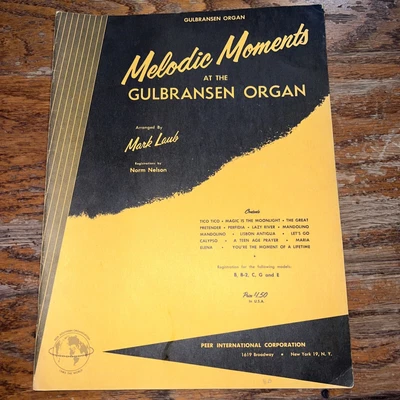 GULBRANSEN ORGAN
Melodic Moments
AT THE
GULBRANSEN ORGAN
Arranged By
Mark Laub
Registrations by
Norm Nelson
Contents
TICO TICO • MAGIC IS THE MOONLIGHT • THE GREAT
PRETENDER • PERFIDIA • LAZY RIVER • MANDOLINO
MANDOLINO • LISBON ANTIGUA • LET'S GO
CALYPSO • A TEEN AGE PRAYER • MARIA
ELENA • YOU'RE THE MOMENT OF A LIFETIME
Registration for the following models:
B, B-2, C, G and E
Price $1.50
IN U.S.A.
PEER INTERNATIONAL CORPORATION
1619 Broadway • New York 19, N. Y.